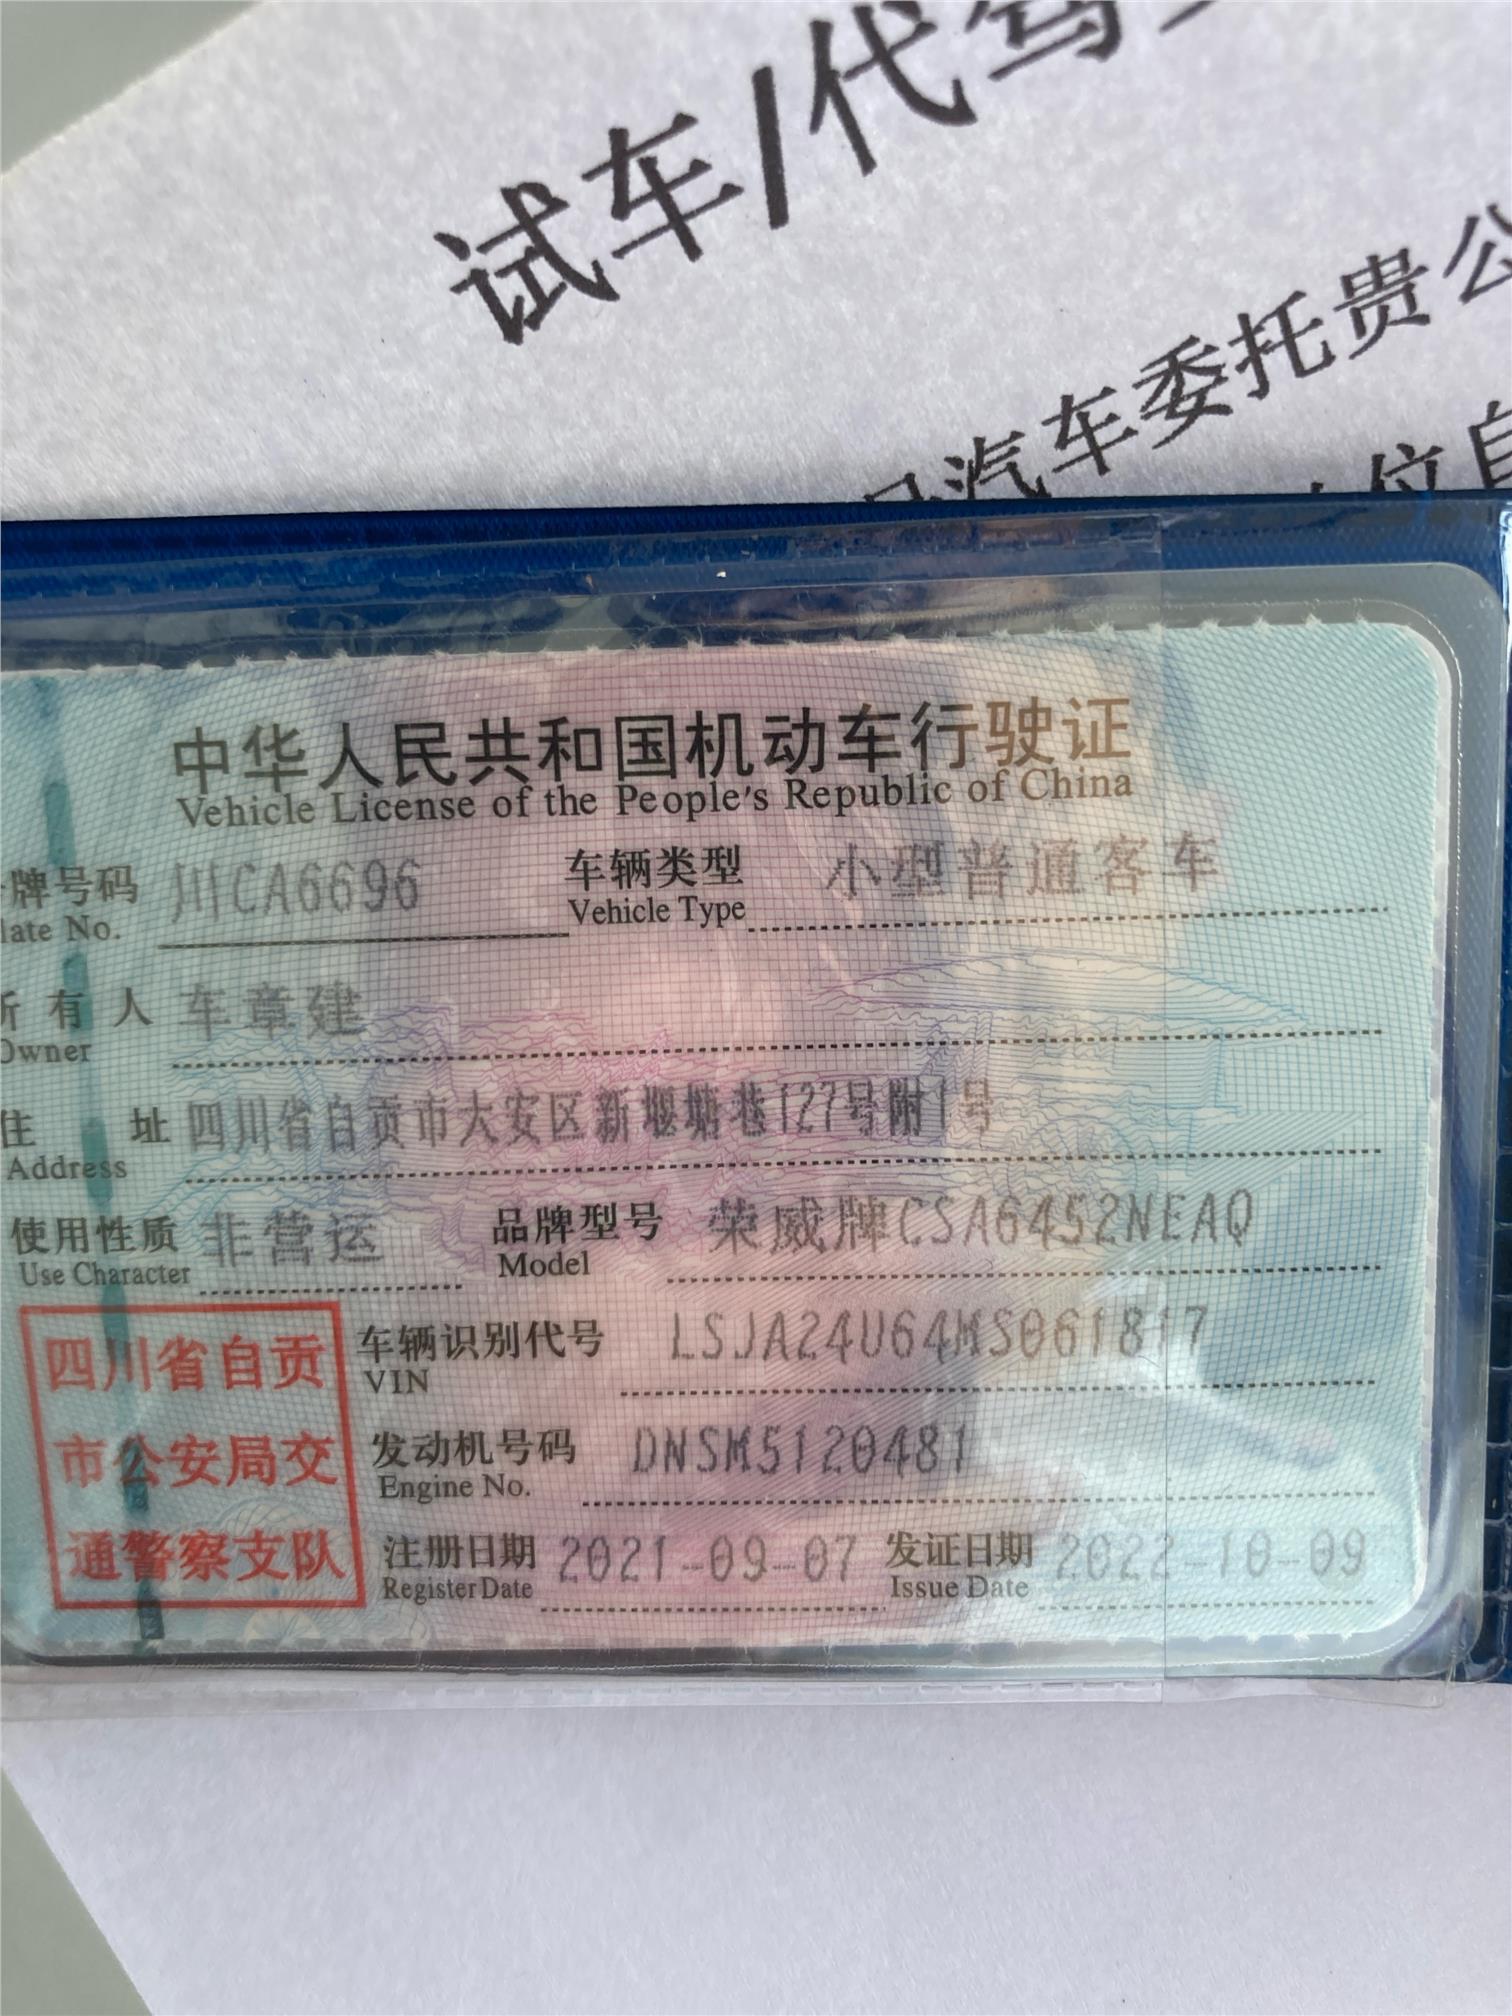 试车/代驾
汽车委托贵公
位自
中华人民共和国机动车行驶证
Vehicle License of the People's Republic of China
牌号码 川CA6696 车辆类型 小型普通客车
late No. Vehicle Type
所有人 车章建
Owner
住 址 四川省自贡市大安区新堰塘巷127号附1号
Address
使用性质 非营运 品牌型号 荣威牌CSA6452NEAQ
Use Character Model
四川省自贡
市公安局交
通警察支队
车辆识别代号 LSJA24U64MS061817
VIN
发动机号码 DNSM5120481
Engine No.
注册日期 2021-09-07 发证日期 2022-10-09
Register Date Issue Date